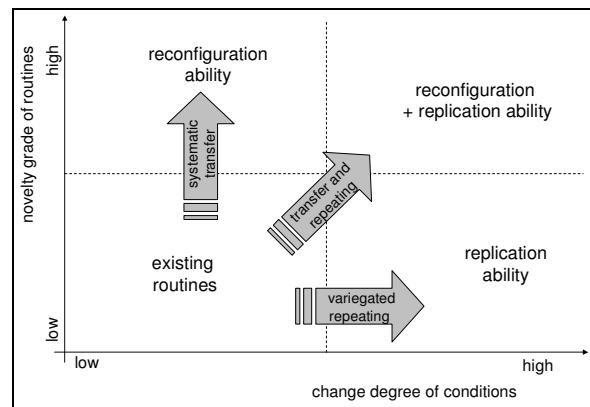 novelty grade of routines
high
low
reconfiguration
ability
reconfiguration
+ replication ability
systematic
transfer
transfer and
repeating
existing
routines
replication
ability
variegated
repeating
low
high
change degree of conditions